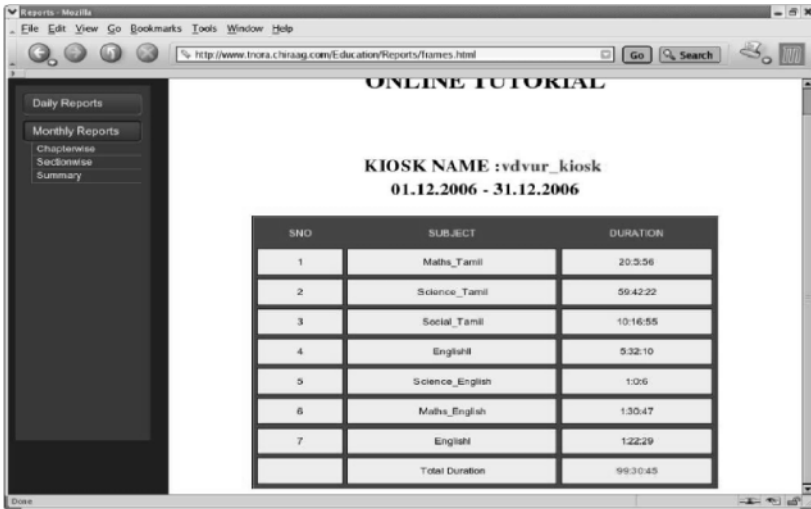 Reports - Mozilla
File Edit View Go Bookmarks Tools Window Help
http://www.tnora.chiraag.com/Education/Reports/frames.html Go Search
ONLINE TUTORIAL
Daily Reports
Monthly Reports
Chapterwise
Sectionwise
Summary
KIOSK NAME :vdvur_kiosk
01.12.2006 - 31.12.2006
SNO SUBJECT DURATION
1 Maths_Tamil 20:5:56
2 Science_Tamil 59:42:22
3 Social_Tamil 10:16:55
4 EnglishII 5:32:10
5 Science_English 1:0:6
6 Maths_English 1:30:47
7 EnglishI 1:22:29
Total Duration 99:30:45
Done